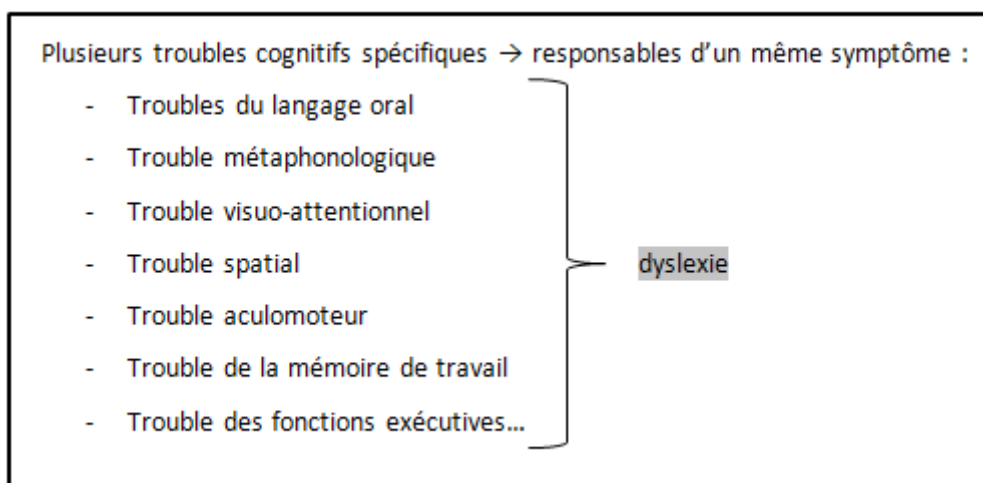 Plusieurs troubles cognitifs spécifiques → responsables d’un même symptôme :
- Troubles du langage oral
- Trouble métaphonologique
- Trouble visuo-attentionnel
- Trouble spatial
dyslexie
- Trouble aculomoteur
- Trouble de la mémoire de travail
- Trouble des fonctions exécutives…